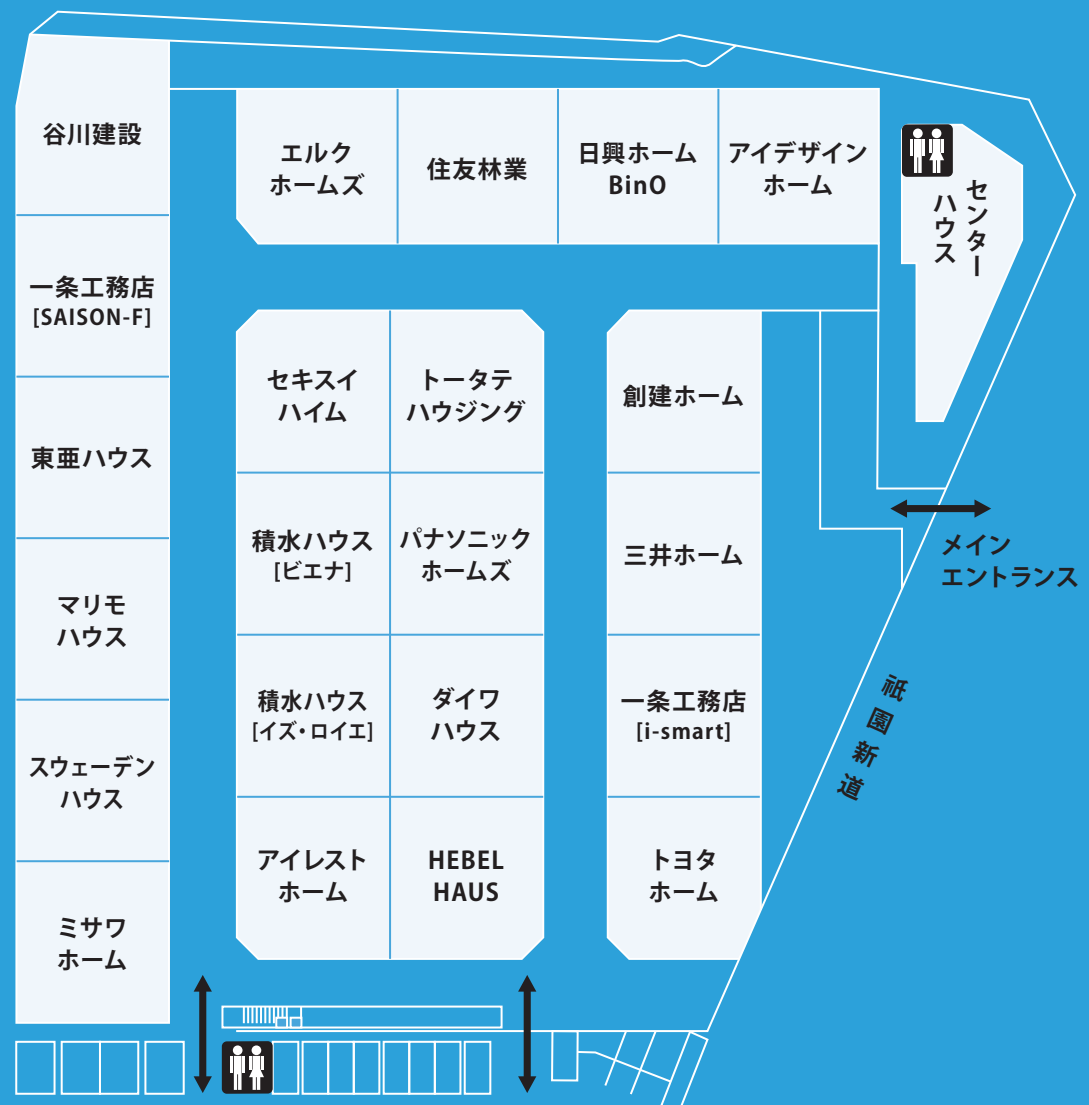 谷川建設
エルク
ホームズ
住友林業
日興ホーム
BinO
アイデザイン
ホーム
センター
ハウス
一条工務店
[SAISON-F]
東亜ハウス
マリモ
ハウス
スウェーデン
ハウス
ミサワ
ホーム
セキスイ
ハイム
トータテ
ハウジング
積水ハウス
[ビエナ]
パナソニック
ホームズ
積水ハウス
[イズ・ロイエ]
ダイワ
ハウス
アイレスト
ホーム
HEBEL
HAUS
創建ホーム
三井ホーム
一条工務店
[i-smart]
トヨタ
ホーム
メイン
エントランス
祇園新道